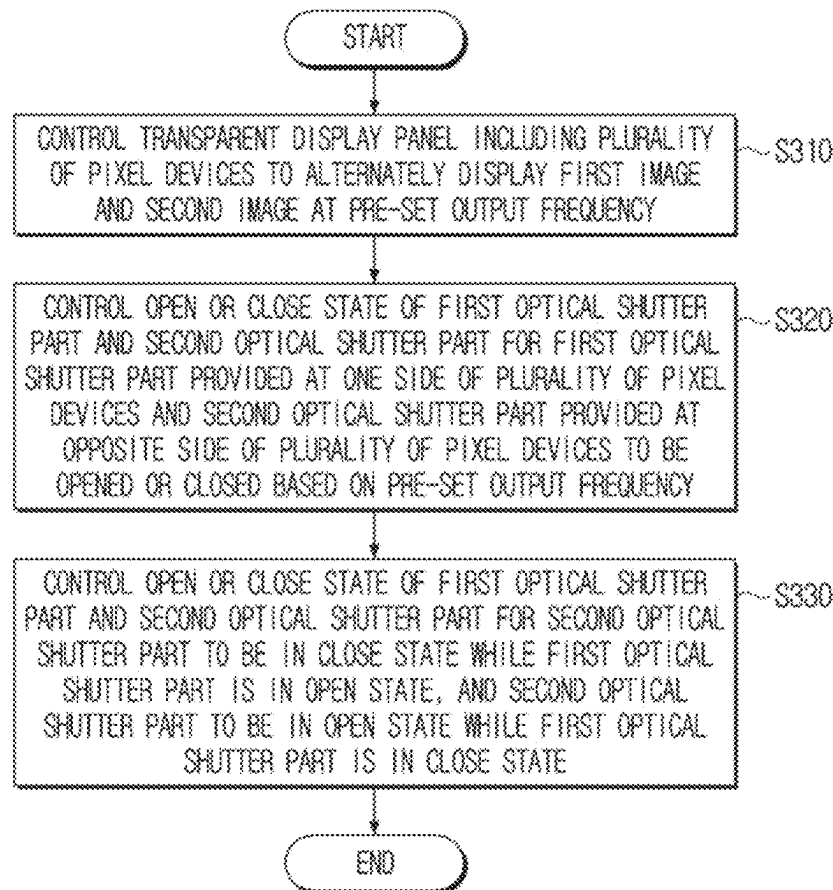 START
CONTROL TRANSPARENT DISPLAY PANEL INCLUDING PLURALITY
OF PIXEL DEVICES TO ALTERNATELY DISPLAY FIRST IMAGE
AND SECOND IMAGE AT PRE-SET OUTPUT FREQUENCY
S310
CONTROL OPEN OR CLOSE STATE OF FIRST OPTICAL SHUTTER
PART AND SECOND OPTICAL SHUTTER PART FOR FIRST OPTICAL
SHUTTER PART PROVIDED AT ONE SIDE OF PLURALITY OF PIXEL
DEVICES AND SECOND OPTICAL SHUTTER PART PROVIDED AT
OPPOSITE SIDE OF PLURALITY OF PIXEL DEVICES TO BE
OPENED OR CLOSED BASED ON PRE-SET OUTPUT FREQUENCY
S320
CONTROL OPEN OR CLOSE STATE OF FIRST OPTICAL SHUTTER
PART AND SECOND OPTICAL SHUTTER PART FOR SECOND OPTICAL
SHUTTER PART TO BE IN CLOSE STATE WHILE FIRST OPTICAL
SHUTTER PART IS IN OPEN STATE, AND SECOND OPTICAL
SHUTTER PART TO BE IN OPEN STATE WHILE FIRST OPTICAL
SHUTTER PART IS IN CLOSE STATE
S330
END